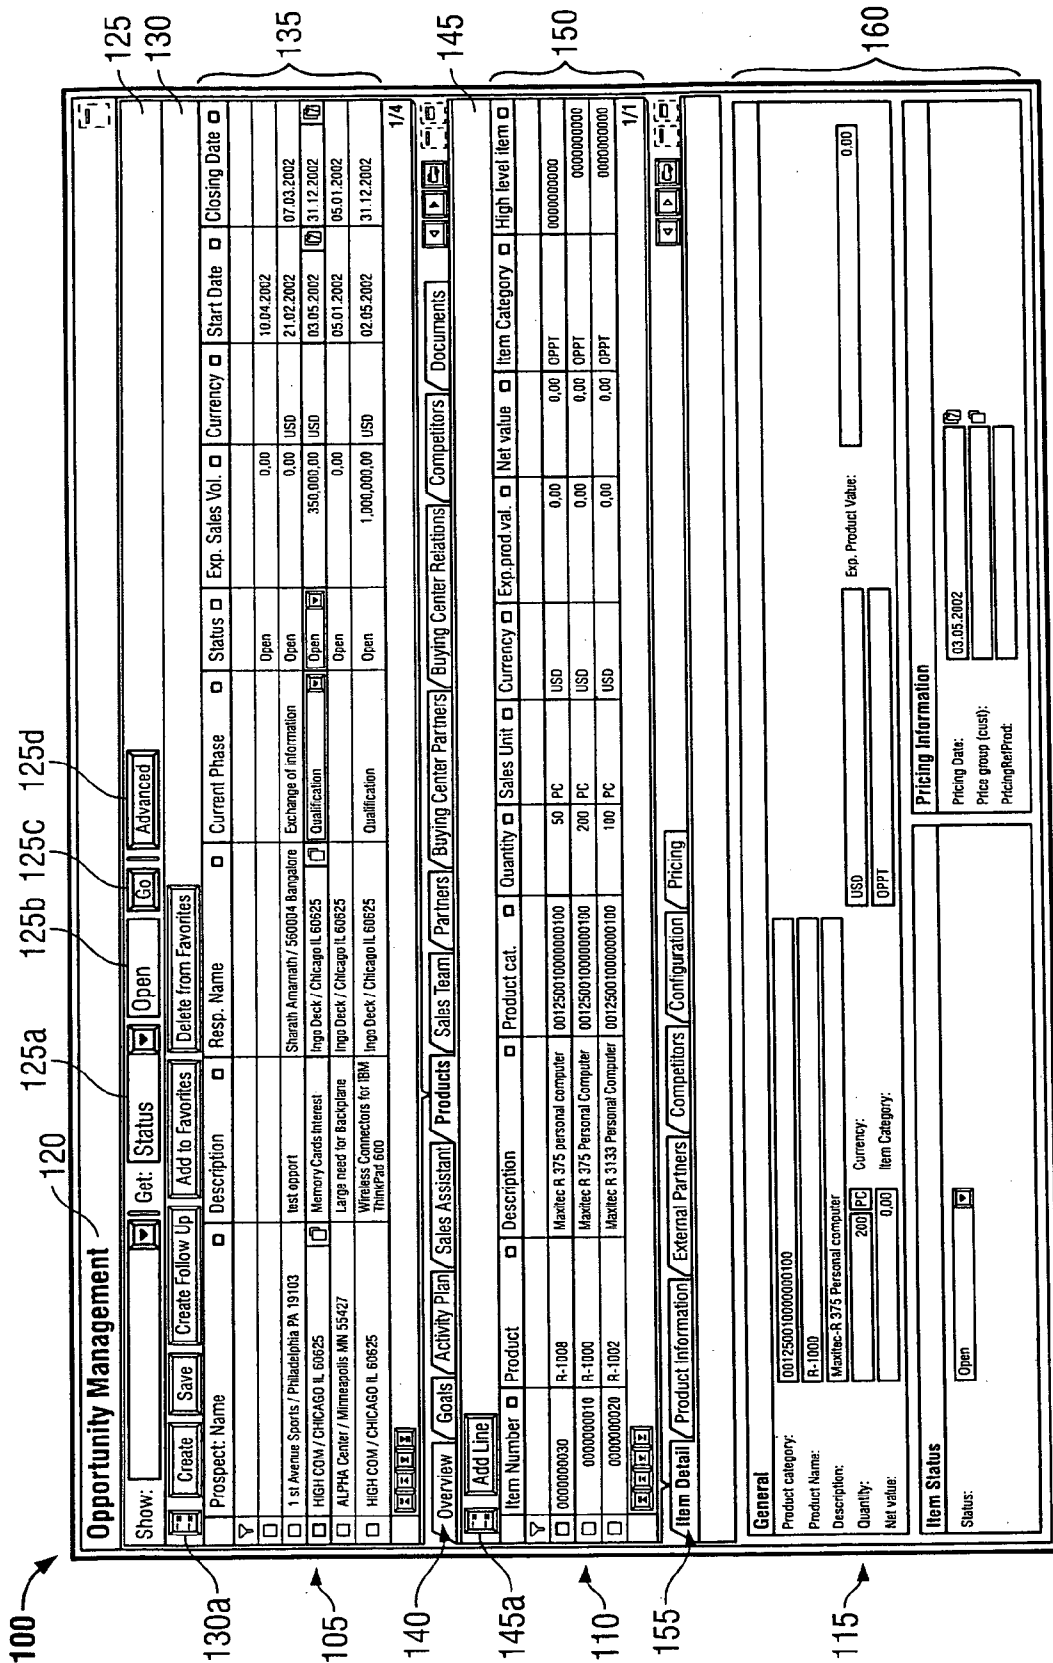 100
120
125a
125b
125c
125d
125
130
Opportunity Management
Show: Get: Status Open Go Advanced
Create Save Create Follow Up Add to Favorites Delete from Favorites
130a
Prospect: Name Description Resp. Name Current Phase Status Exp. Sales Vol. Currency Start Date Closing Date
Open 0.00 10.04.2002
1 st Avenue Sports / Philadelphia PA 19103 test opport Sharath Amarnath / 560004 Bangalore Exchange of information Open 0.00 USD 21.02.2002 07.03.2002
HIGH COM / CHICAGO IL 60625 Memory Cards Interest Ingo Deck / Chicago IL 60625 Qualification Open 350,000,00 USD 03.05.2002 31.12.2002
ALPHA Center / Minneapolis MN 55427 Large need for Backplane Ingo Deck / Chicago IL 60625 Open 0.00 05.01.2002 05.01.2002
HIGH COM / CHICAGO IL 60625 Wireless Connectors for IBM ThinkPad 600 Ingo Deck / Chicago IL 60625 Qualification Open 1,000,000,00 USD 02.05.2002 31.12.2002
1/4
105
135
140
Overview Goals Activity Plan Sales Assistant Products Sales Team Partners Buying Center Partners Buying Center Relations Competitors Documents
145
Add Line
145a
Item Number Product Description Product cat. Quantity Sales Unit Currency Exp.prod.val. Net value Item Category High level item
0000000030 R-1008 Maxitec R 375 personal computer 00125001000000000100 50 PC USD 0,00 0,00 OPPT 0000000000
0000000010 R-1000 Maxitec R 375 Personal Computer 00125001000000000100 200 PC USD 0,00 0,00 OPPT 0000000000
0000000020 R-1002 Maxitec R 3133 Personal Computer 00125001000000000100 100 PC USD 0,00 0,00 OPPT 0000000000
1/1
110
150
155
Item Detail Product Information External Partners Competitors Configuration Pricing
General
Product category: 00125001000000000100
Product Name: R-1000
Description: Maxitec-R 375 Personal computer
Quantity: 200 PC Currency: USD Exp. Product Value: 0.00
Net value: 0,00 Item Category: OPPT
115
160
Item Status
Status: Open
Pricing Information
Pricing Date: 03.05.2002
Price group (cust):
PricingRefProd: